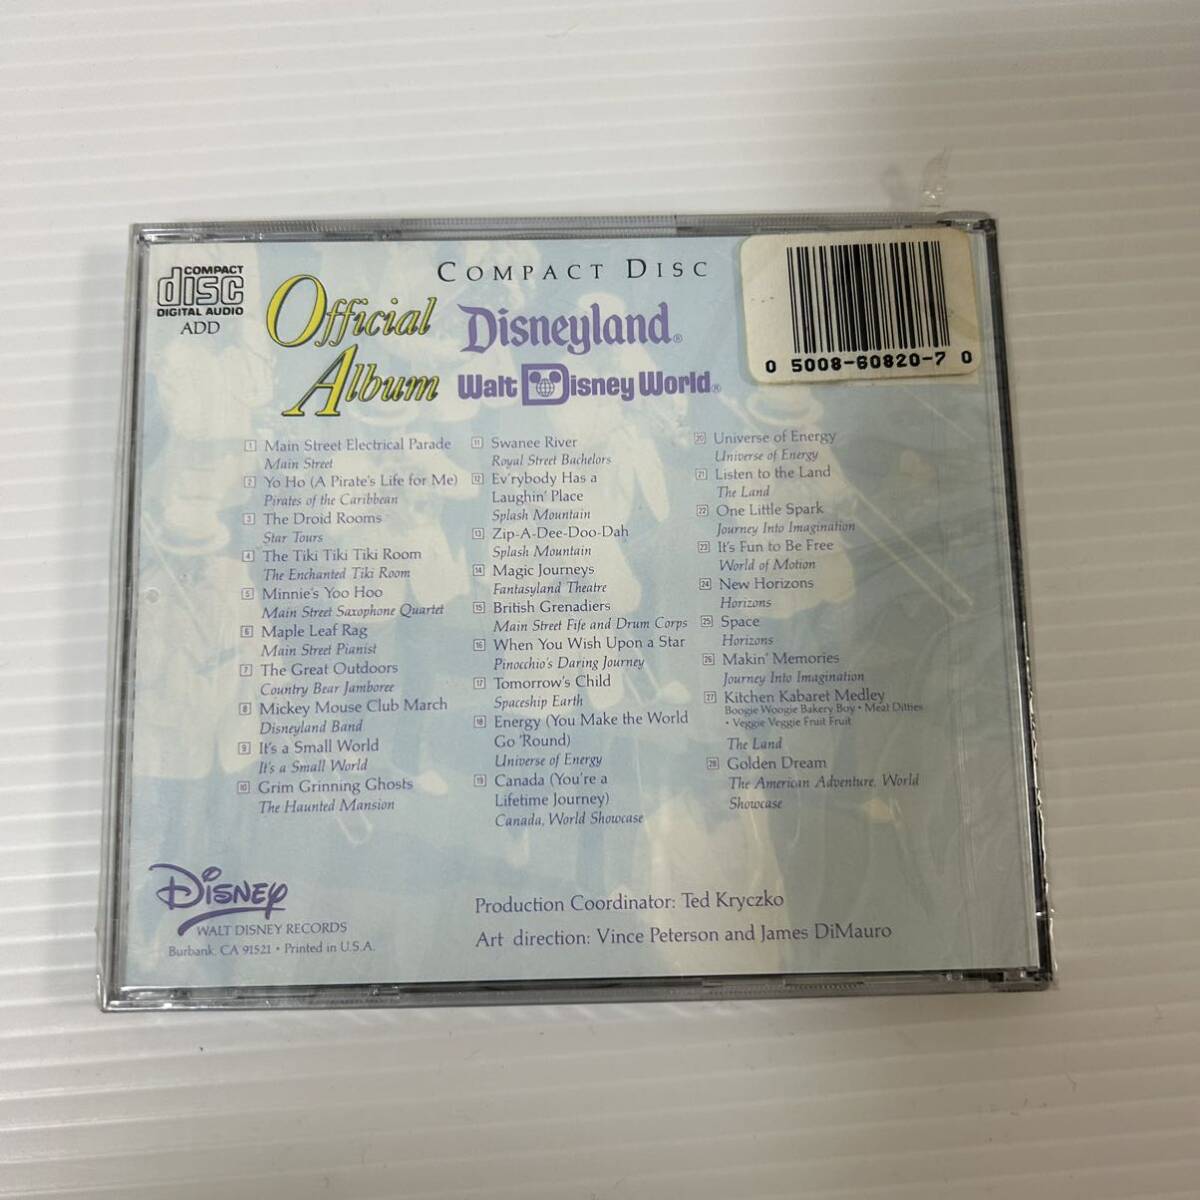 COMPACT
disc
DIGITAL AUDIO
ADD
COMPACT DISC
Official
Album
Disneyland®
Walt Disney World®
0 5008-60820-7 0
1 Main Street Electrical Parade
Main Street
2 Yo Ho (A Pirate's Life for Me)
Pirates of the Caribbean
3 The Droid Rooms
Star Tours
4 The Tiki Tiki Tiki Room
The Enchanted Tiki Room
5 Minnie's Yoo Hoo
Main Street Saxophone Quartet
6 Maple Leaf Rag
Main Street Pianist
7 The Great Outdoors
Country Bear Jamboree
8 Mickey Mouse Club March
Disneyland Band
9 It's a Small World
It's a Small World
10 Grim Grinning Ghosts
The Haunted Mansion
11 Swanee River
Royal Street Bachelors
12 Ev'rybody Has a
Laughin' Place
Splash Mountain
13 Zip-A-Dee-Doo-Dah
Splash Mountain
14 Magic Journeys
Fantasyland Theatre
15 British Grenadiers
Main Street Fife and Drum Corps
16 When You Wish Upon a Star
Pinocchio's Daring Journey
17 Tomorrow's Child
Spaceship Earth
18 Energy (You Make the World
Go 'Round)
Universe of Energy
19 Canada (You're a
Lifetime Journey)
Canada, World Showcase
20 Universe of Energy
Universe of Energy
21 Listen to the Land
The Land
22 One Little Spark
Journey Into Imagination
23 It's Fun to Be Free
World of Motion
24 New Horizons
Horizons
25 Space
Horizons
26 Makin' Memories
Journey Into Imagination
27 Kitchen Kabaret Medley
Boogie Woogie Bakery Boy • Meat Ditties
• Veggie Veggie Fruit Fruit
The Land
28 Golden Dream
The American Adventure, World
Showcase
Disney
WALT DISNEY RECORDS
Burbank, CA 91521 • Printed in U.S.A.
Production Coordinator: Ted Kryczko
Art direction: Vince Peterson and James DiMauro